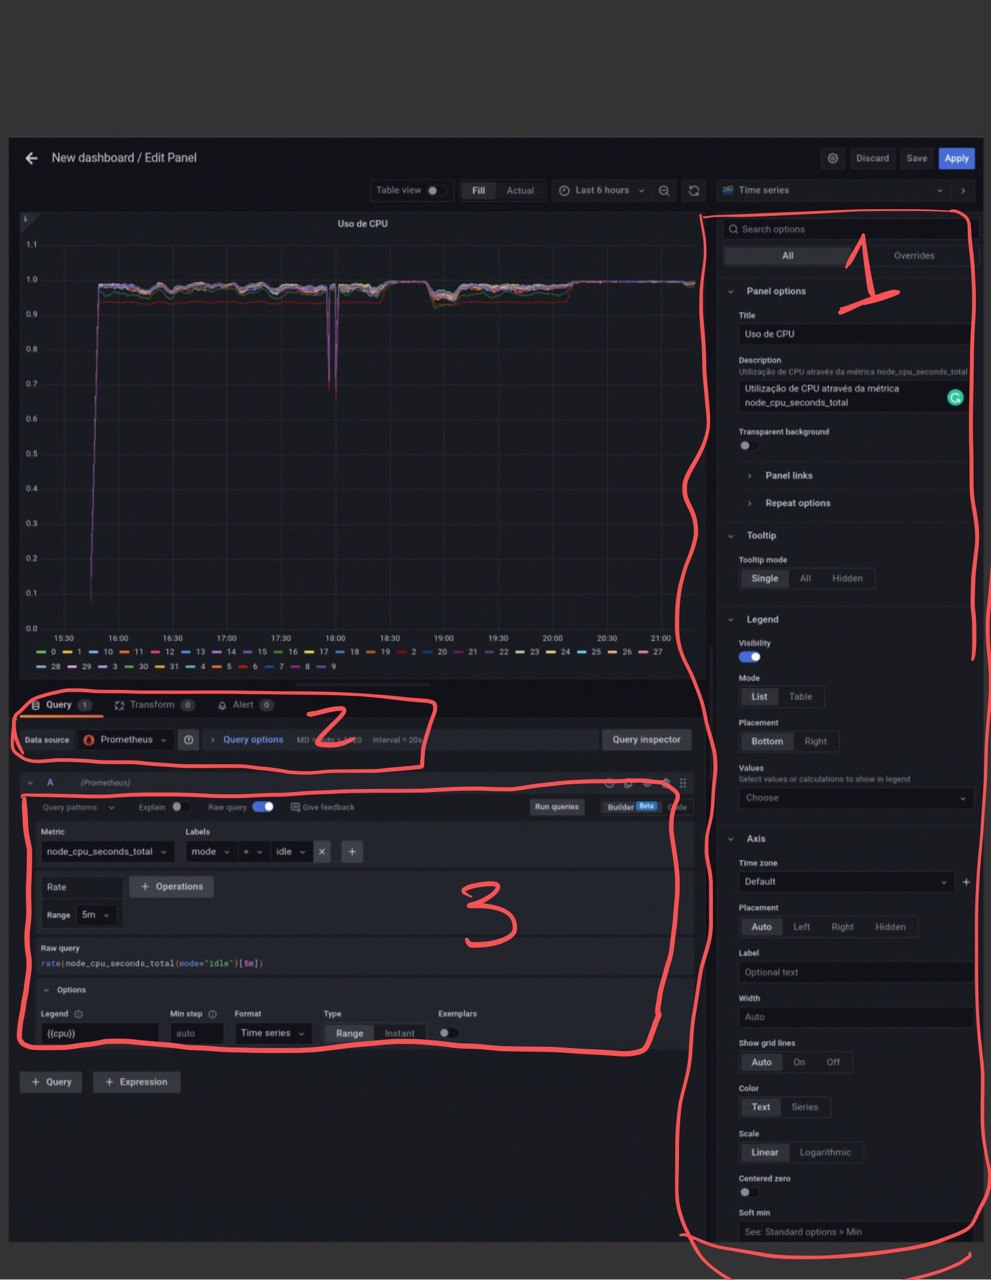 New dashboard / Edit Panel
Discard Save Apply
Table view Fill Actual Last 6 hours Time series
Uso de CPU
1.1
1.0
0.9
0.8
0.7
0.6
0.5
0.4
0.3
0.2
0.1
0.0
15:30 16:00 16:30 17:00 17:30 18:00 18:30 19:00 19:30 20:00 20:30 21:00
0 1 10 11 12 13 14 15 16 17 18 19 2 20 21 22 23 24 25 26 27
28 29 3 30 31 4 5 6 7 8 9
Search options
All Overrides
1
Panel options
Title
Uso de CPU
Description
Utilização de CPU através da métrica node_cpu_seconds_total
Utilização de CPU através da métrica
node_cpu_seconds_total
Transparent background
Panel links
Repeat options
Tooltip
Tooltip mode
Single All Hidden
Legend
Visibility
Mode
List Table
Placement
Bottom Right
Values
Select values or calculations to show in legend
Choose
Axis
Time zone
Default
Placement
Auto Left Right Hidden
Label
Optional text
Width
Auto
Show grid lines
Auto On Off
Color
Text Series
Scale
Linear Logarithmic
Centered zero
Soft min
See: Standard options > Min
Query 1 Transform 0 Alert 0
2
Data source Prometheus Query options MD = Interval = 20s Query inspector
A (Prometheus)
Query patterns Explain Raw query Give feedback Run queries Builder Beta
Metric Labels
node_cpu_seconds_total mode = idle x +
Rate + Operations
Range 5m
3
Raw query
rate(node_cpu_seconds_total{mode="idle"}[5m])
Options
Legend Min step Format Type Exemplars
{{cpu}} auto Time series Range Instant
+ Query + Expression